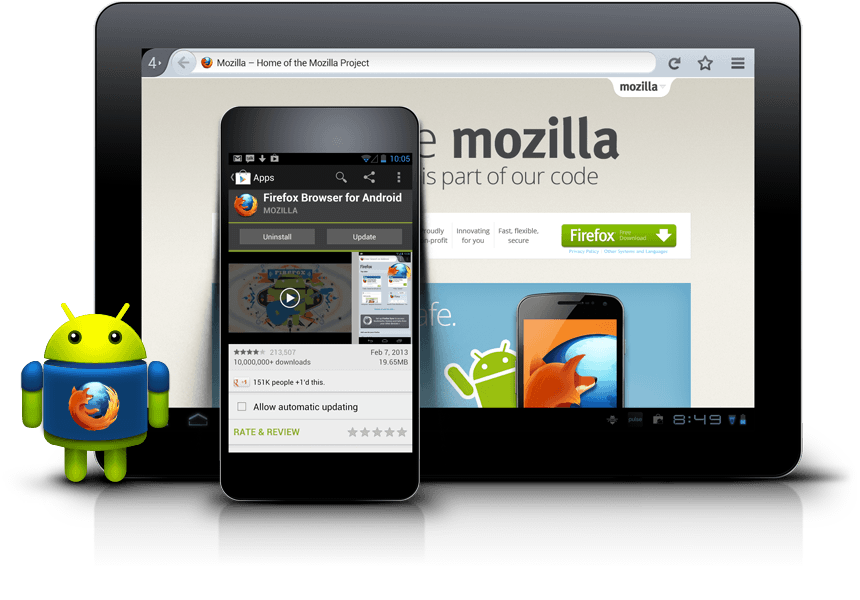 4
Mozilla – Home of the Mozilla Project
mozilla
e mozilla
is part of our code
roudly
n-profit
Innovating
for you
Fast, flexible,
secure
Firefox
Free
Download
Privacy Policy
Other Systems and Languages
afe.
8:49
10:05
Apps
Firefox Browser for Android
MOZILLA
Uninstall
Update
FIREFOX
213,507
Feb 7, 2013
10,000,000+ downloads
19.65MB
+1
151K people +1'd this.
Allow automatic updating
RATE & REVIEW